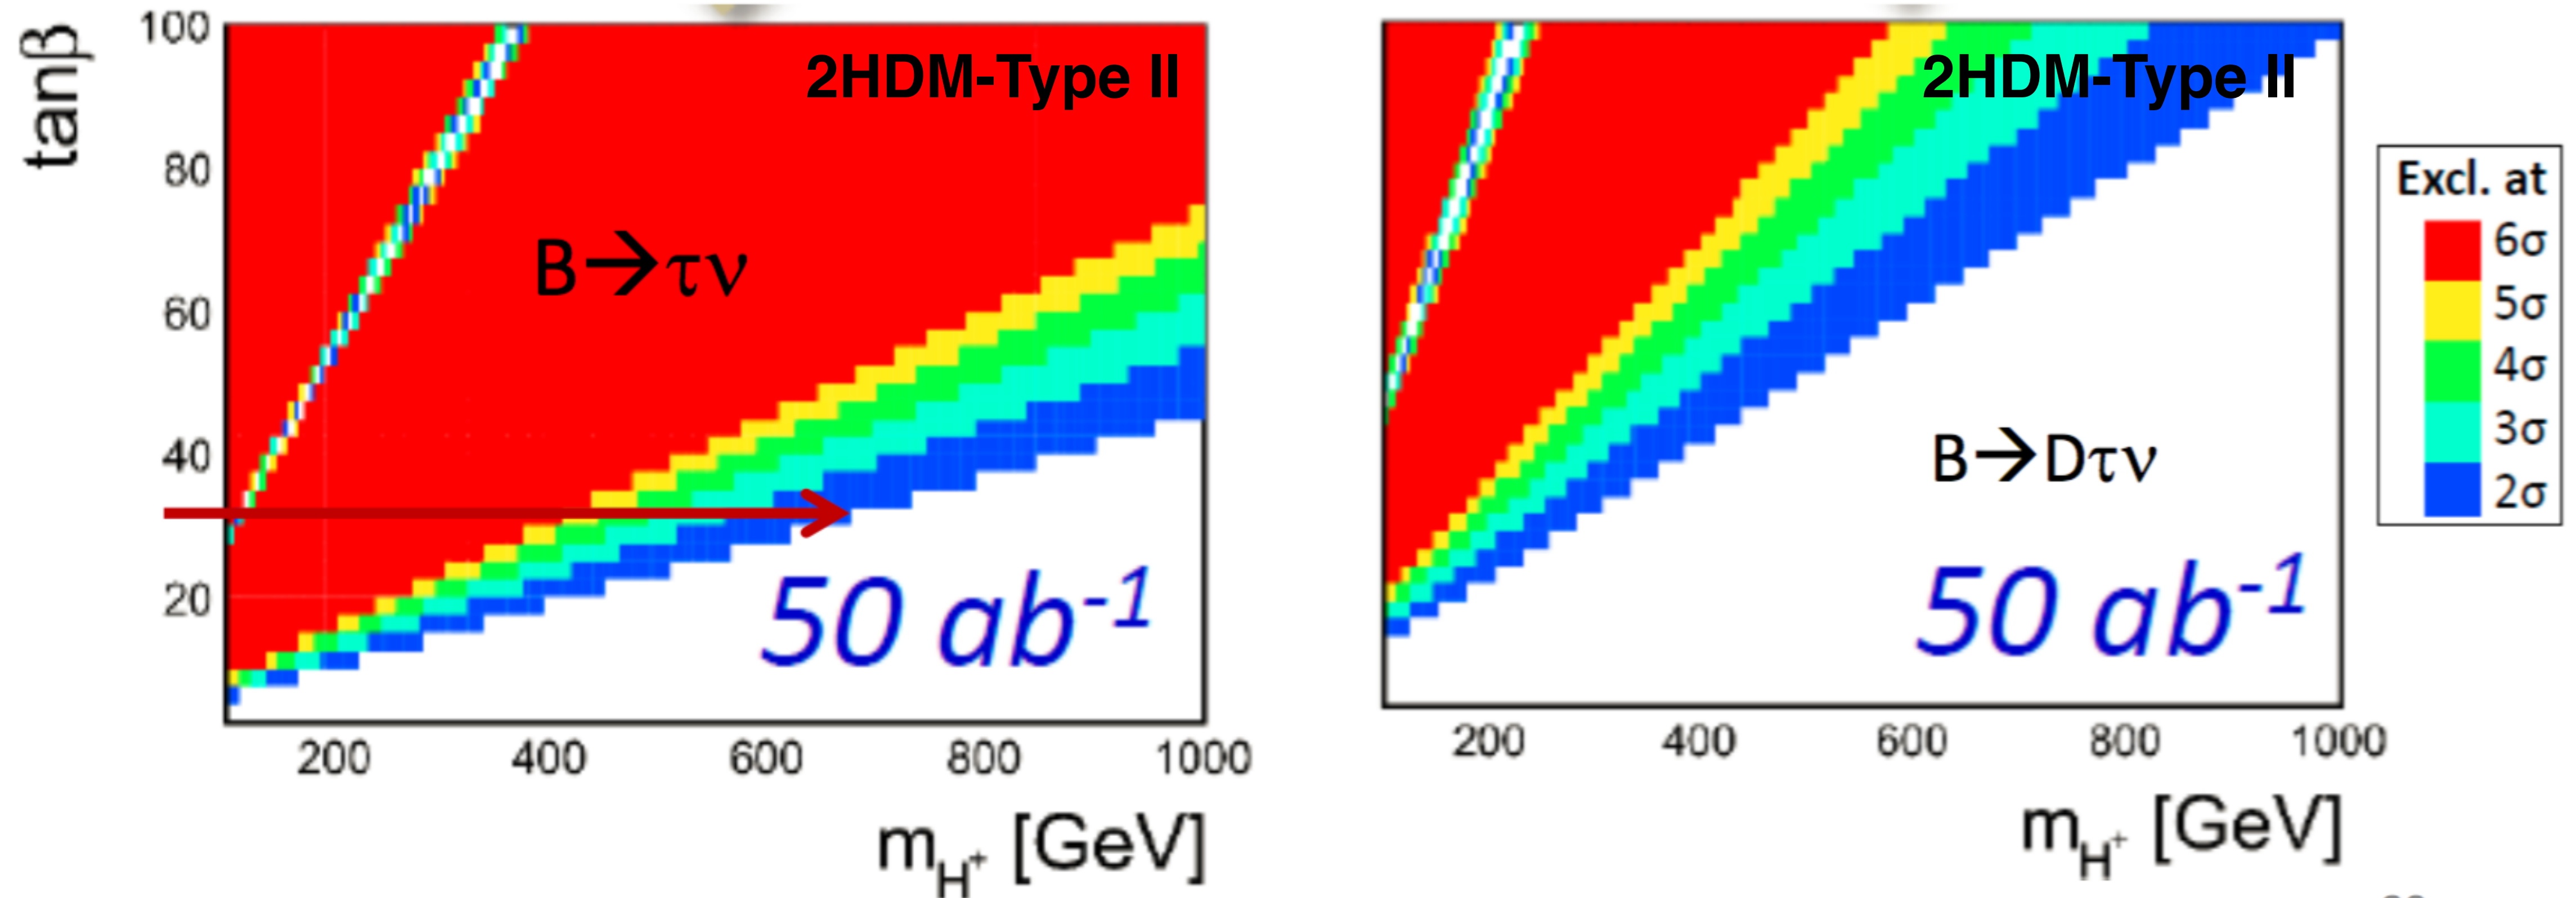 100
80
60
40
20
tanβ
2HDM-Type II
B→τν
50 ab-1
200 400 600 800 1000
mH+ [GeV]
2HDM-Type II
B→Dτν
50 ab-1
200 400 600 800 1000
mH+ [GeV]
Excl. at
6σ
5σ
4σ
3σ
2σ